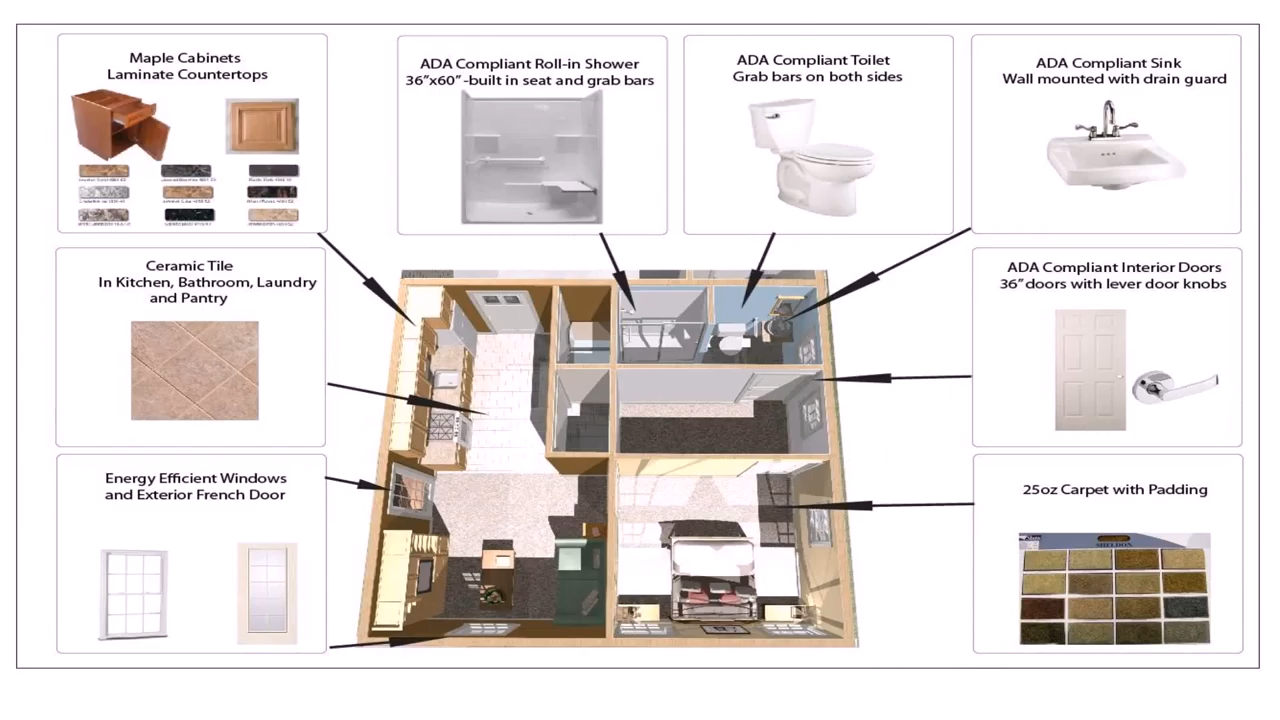 Maple Cabinets
Laminate Countertops
ADA Compliant Roll-in Shower
36"x60" -built in seat and grab bars
ADA Compliant Toilet
Grab bars on both sides
ADA Compliant Sink
Wall mounted with drain guard
Ceramic Tile
In Kitchen, Bathroom, Laundry
and Pantry
ADA Compliant Interior Doors
36" doors with lever door knobs
Energy Efficient Windows
and Exterior French Door
25oz Carpet with Padding
SHELDON